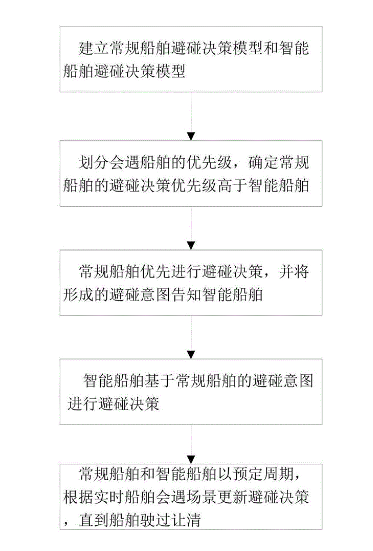 建立常规船舶避碰决策模型和智能
船舶避碰决策模型
划分会遇船舶的优先级，确定常规
船舶的避碰决策优先级高于智能船舶
常规船舶优先进行避碰决策，并将
形成的避碰意图告知智能船舶
智能船舶基于常规船舶的避碰意图
进行避碰决策
常规船舶和智能船舶以预定周期，
根据实时船舶会遇场景更新避碰决策
，直到船舶驶过让清